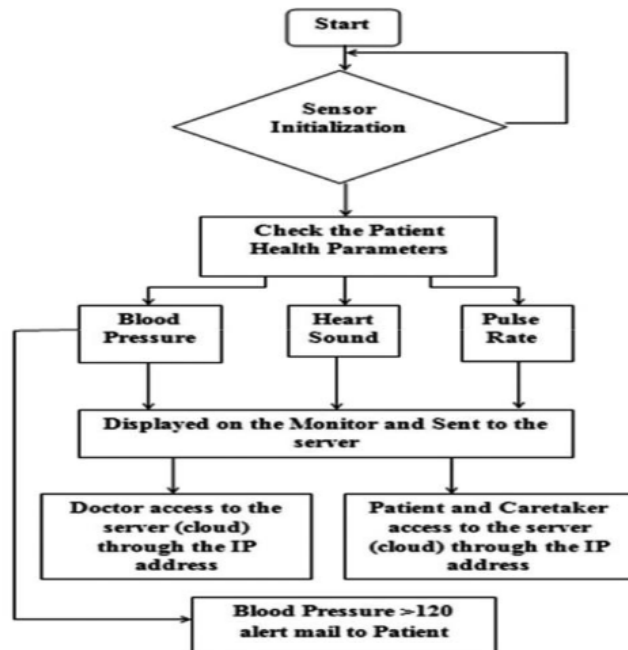 Start
Sensor
Initialization
Check the Patient
Health Parameters
Blood
Pressure
Heart
Sound
Pulse
Rate
Displayed on the Monitor and Sent to the
server
Doctor access to the
server (cloud)
through the IP
address
Patient and Caretaker
access to the server
(cloud) through the IP
address
Blood Pressure >120
alert mail to Patient